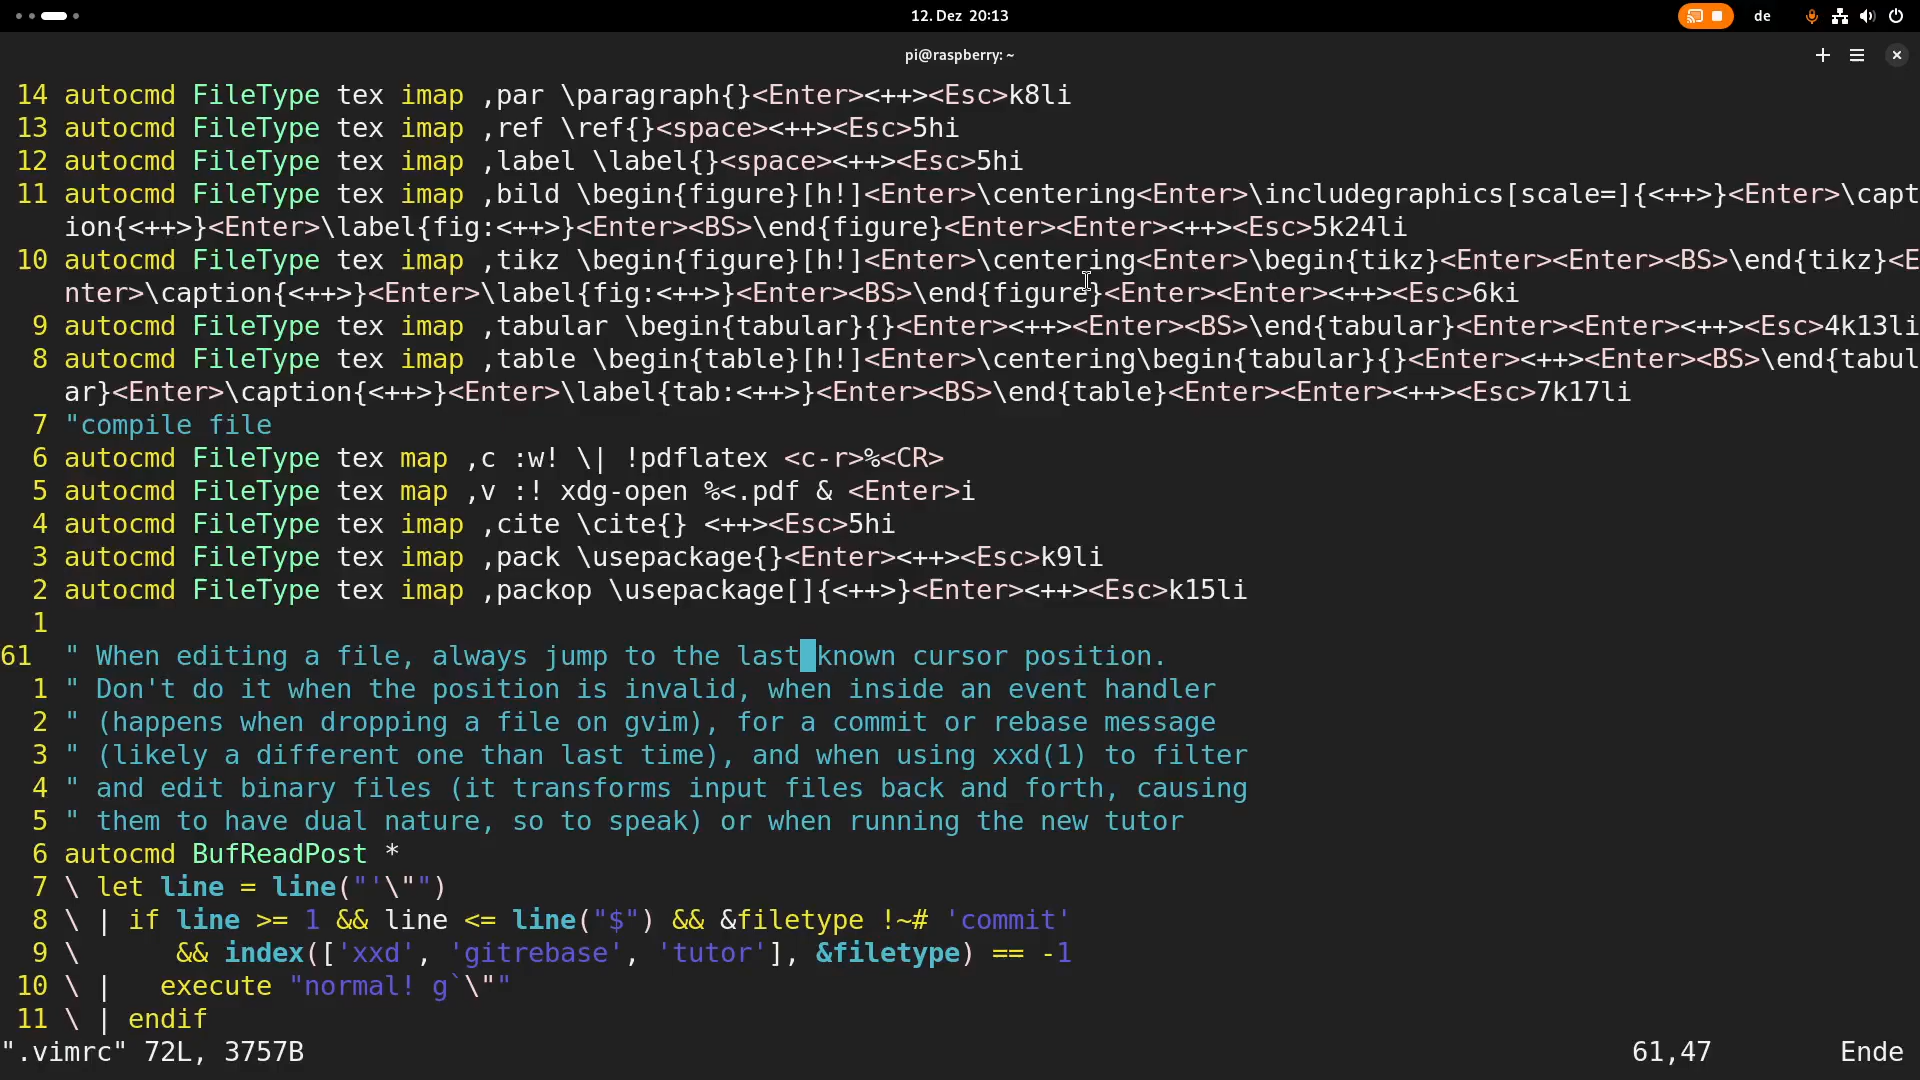 12. Dez 20:13
de
pi@raspberry: ~
14 autocmd FileType tex imap ,par \paragraph{}<Enter><++><Esc>k8li
13 autocmd FileType tex imap ,ref \ref{}<space><++><Esc>5hi
12 autocmd FileType tex imap ,label \label{}<space><++><Esc>5hi
11 autocmd FileType tex imap ,bild \begin{figure}[h!]<Enter>\centering<Enter>\includegraphics[scale=]{<++>}<Enter>\capt
ion{<++>}<Enter>\label{fig:<++>}<Enter><BS>\end{figure}<Enter><Enter><++><Esc>5k24li
10 autocmd FileType tex imap ,tikz \begin{figure}[h!]<Enter>\centering<Enter>\begin{tikz}<Enter><Enter><BS>\end{tikz}<E
nter>\caption{<++>}<Enter>\label{fig:<++>}<Enter><BS>\end{figure}<Enter><Enter><++><Esc>6ki
9 autocmd FileType tex imap ,tabular \begin{tabular}{}<Enter><++><Enter><BS>\end{tabular}<Enter><Enter><++><Esc>4k13li
8 autocmd FileType tex imap ,table \begin{table}[h!]<Enter>\centering\begin{tabular}{}<Enter><++><Enter><BS>\end{tabul
ar}<Enter>\caption{<++>}<Enter>\label{tab:<++>}<Enter><BS>\end{table}<Enter><Enter><++><Esc>7k17li
7 "compile file
6 autocmd FileType tex map ,c :w! \| !pdflatex <c-r>%<CR>
5 autocmd FileType tex map ,v :! xdg-open %<.pdf & <Enter>i
4 autocmd FileType tex imap ,cite \cite{} <++><Esc>5hi
3 autocmd FileType tex imap ,pack \usepackage{}<Enter><++><Esc>k9li
2 autocmd FileType tex imap ,packop \usepackage[]{<++>}<Enter><++><Esc>k15li
1
61 " When editing a file, always jump to the last known cursor position.
1 " Don't do it when the position is invalid, when inside an event handler
2 " (happens when dropping a file on gvim), for a commit or rebase message
3 " (likely a different one than last time), and when using xxd(1) to filter
4 " and edit binary files (it transforms input files back and forth, causing
5 " them to have dual nature, so to speak) or when running the new tutor
6 autocmd BufReadPost *
7 \ let line = line("'\"")
8 \ | if line >= 1 && line <= line("$") && &filetype !~# 'commit'
9 \      && index(['xxd', 'gitrebase', 'tutor'], &filetype) == -1
10 \ |   execute "normal! g`\""
11 \ | endif
".vimrc" 72L, 3757B 61,47 Ende